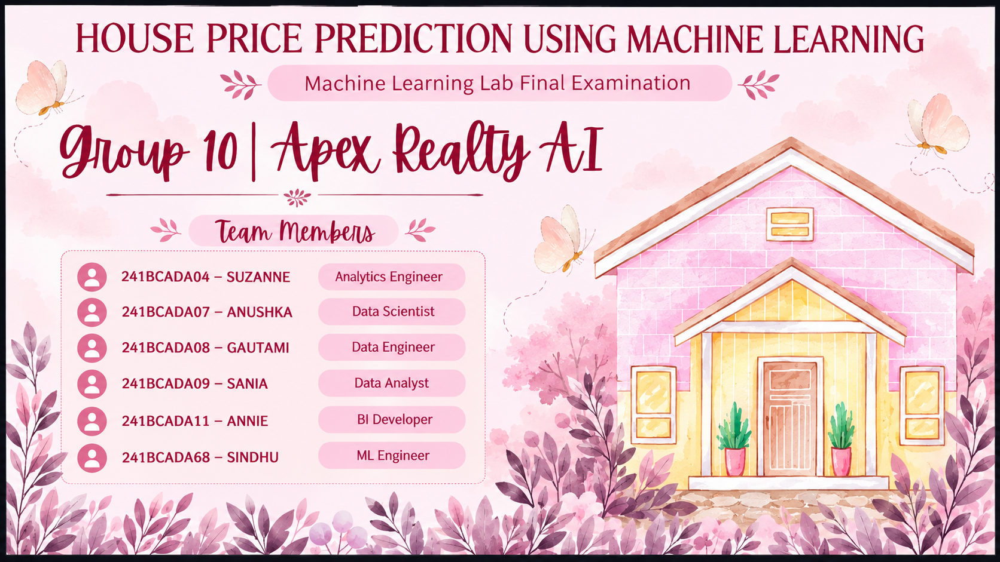 HOUSE PRICE PREDICTION USING MACHINE LEARNING
Machine Learning Lab Final Examination
Group 10 | Apex Realty AI
Team Members
241BCADA04 – SUZANNE Analytics Engineer
241BCADA07 – ANUSHKA Data Scientist
241BCADA08 – GAUTAMI Data Engineer
241BCADA09 – SANIA Data Analyst
241BCADA11 – ANNIE BI Developer
241BCADA68 – SINDHU ML Engineer